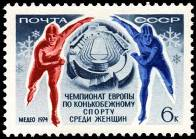 ПОЧТА СССР
ЧЕМПИОНАТ ЕВРОПЫ
ПО КОНЬКОБЕЖНОМУ
СПОРТУ
СРЕДИ ЖЕНЩИН
МЕДЕО 1974
6к